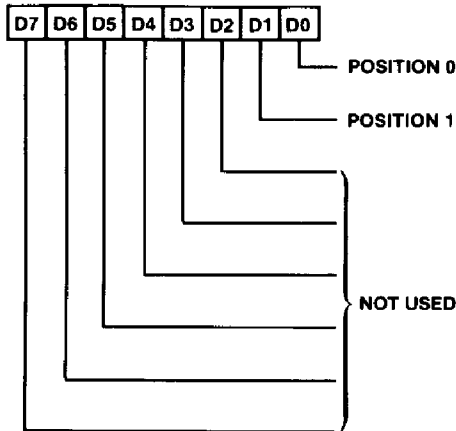 D7 D6 D5 D4 D3 D2 D1 D0
POSITION 0
POSITION 1
NOT USED